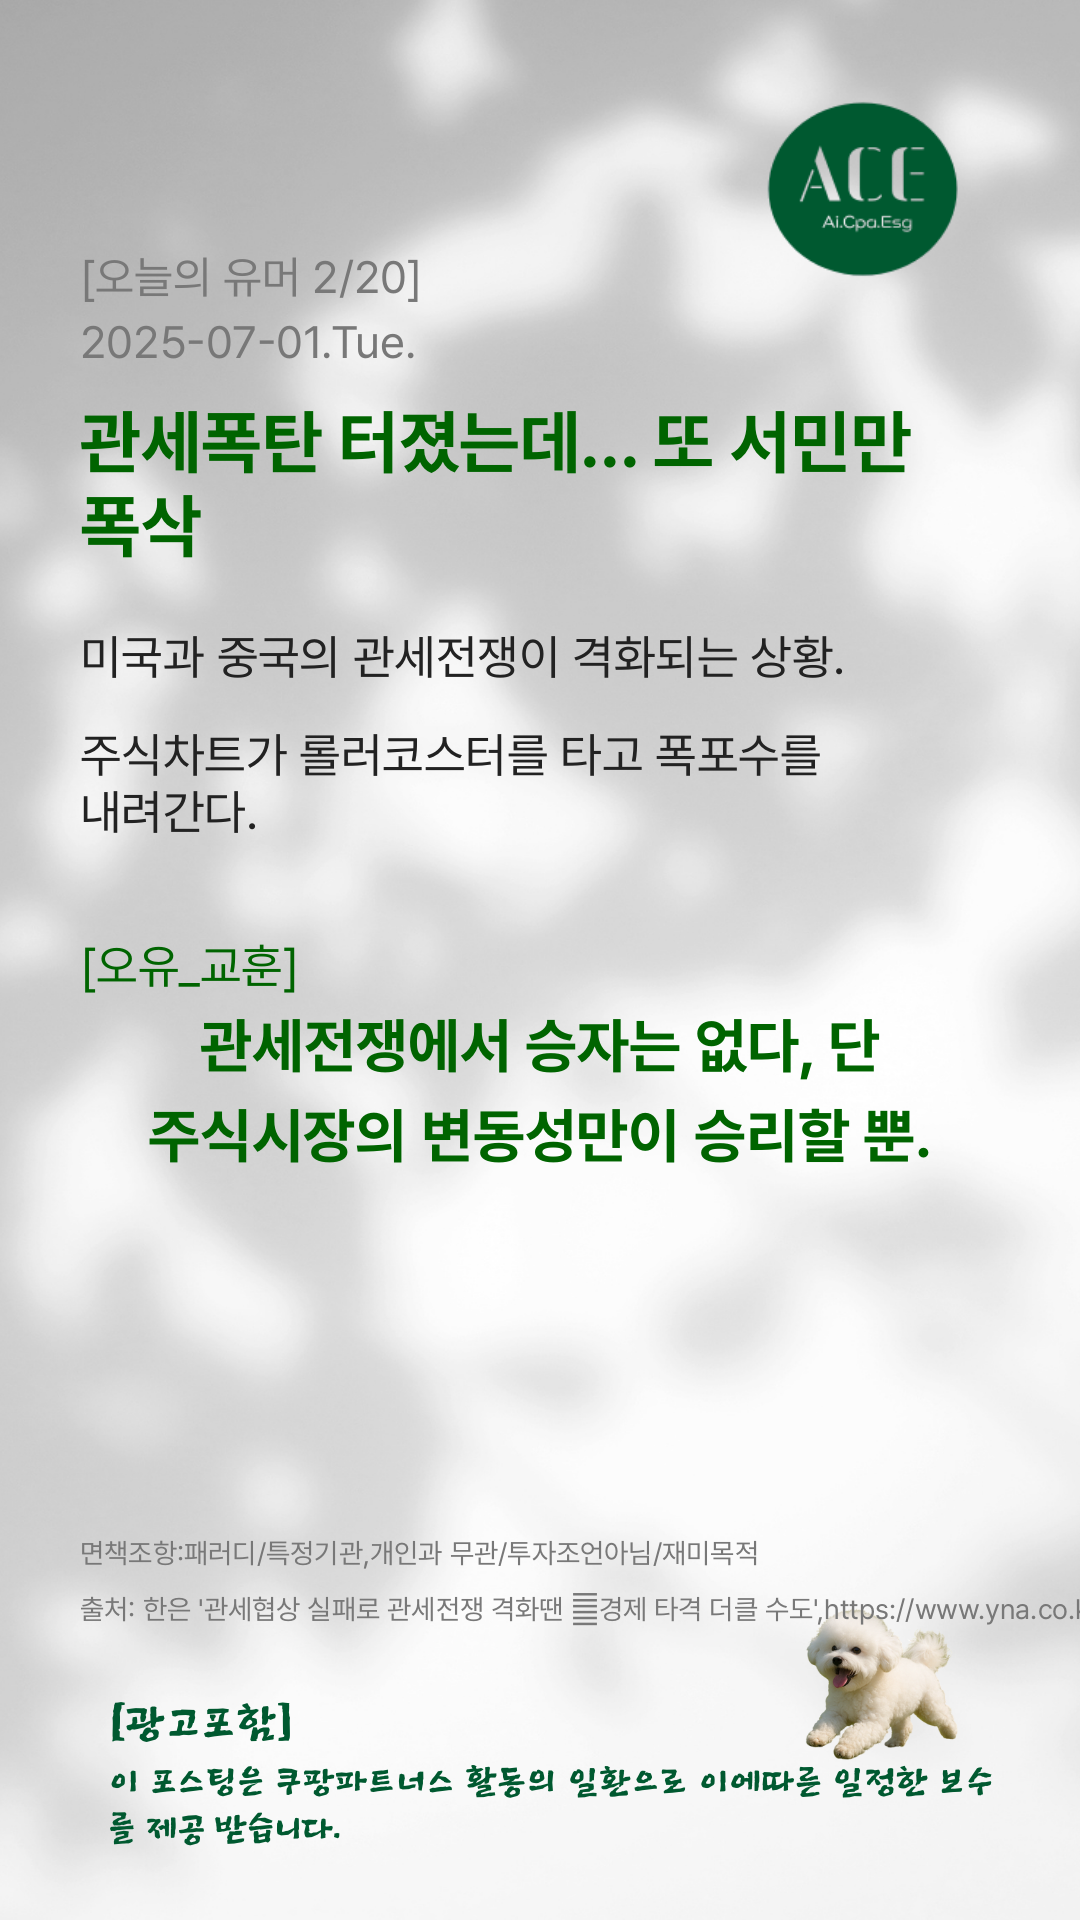 ACE
Ai.Cpa.Esg
[오늘의 유머 2/20]
2025-07-01.Tue.
관세폭탄 터졌는데... 또 서민만
폭삭
미국과 중국의 관세전쟁이 격화되는 상황.
주식차트가 롤러코스터를 타고 폭포수를
내려간다.
[오유_교훈]
관세전쟁에서 승자는 없다, 단
주식시장의 변동성만이 승리할 뿐.
면책조항:패러디/특정기관,개인과 무관/투자조언아님/재미목적
출처: 한은 '관세협상 실패로 관세전쟁 격화땐 경제 타격 더클 수도',https://www.yna.co.k
[광고포함]
이 포스팅은 쿠팡파트너스 활동의 일환으로 이에따른 일정한 보수
를 제공 받습니다.